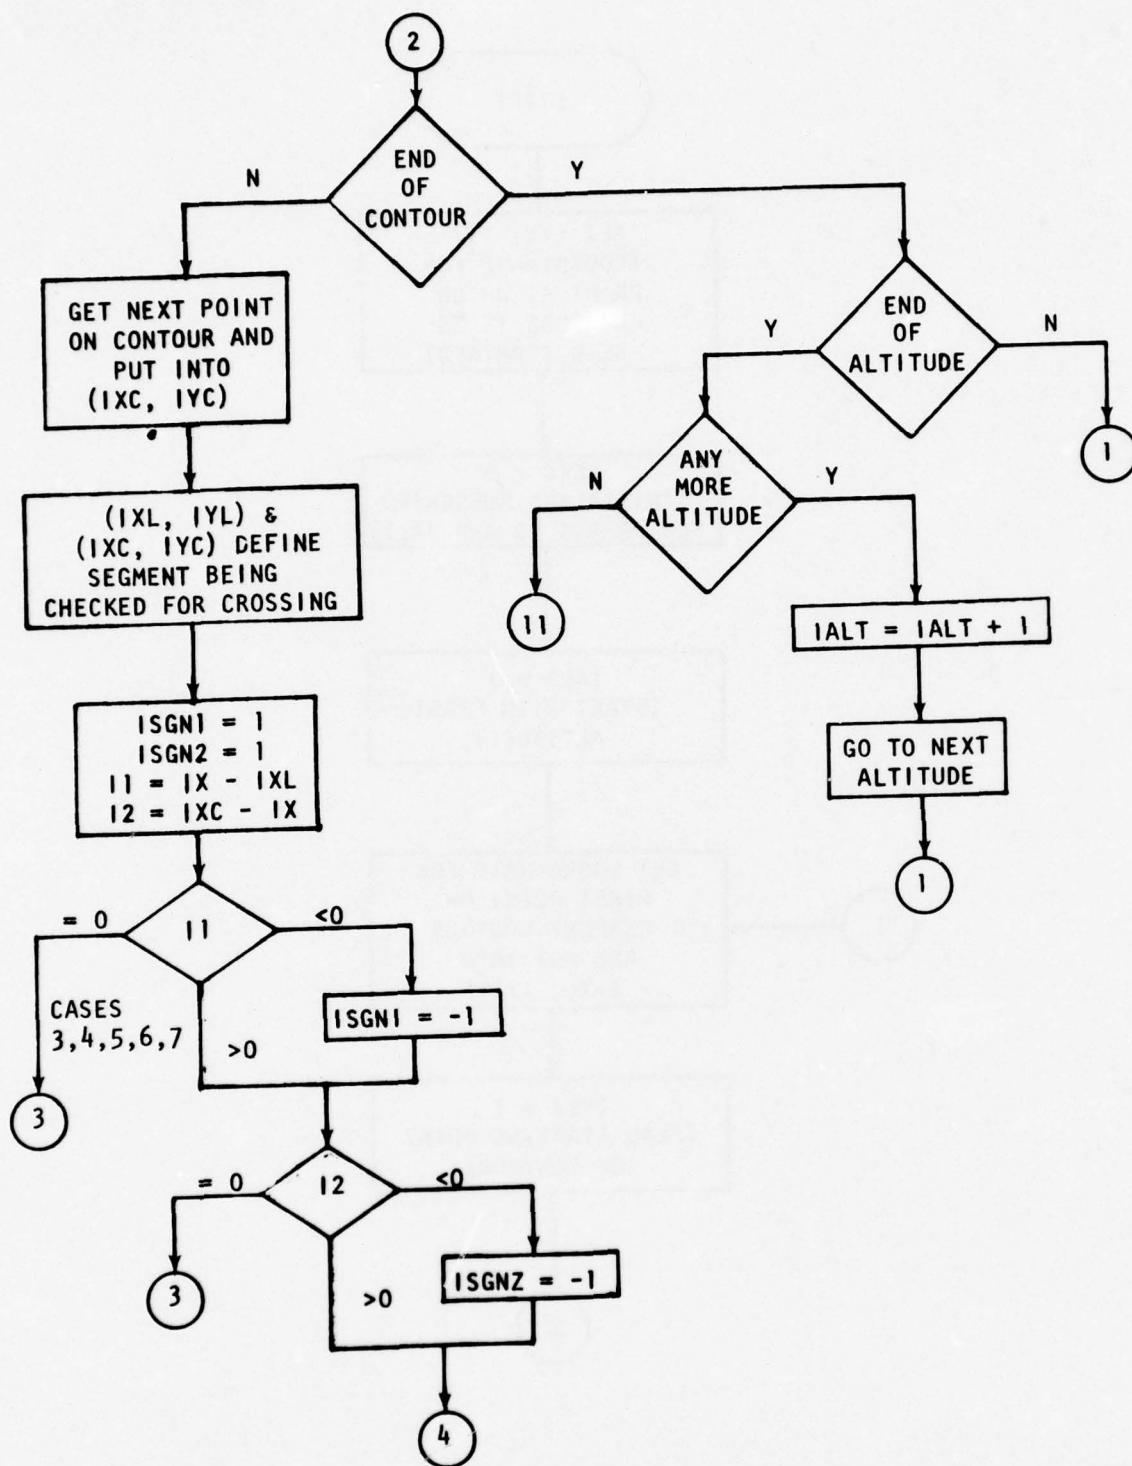 2
END
OF
CONTOUR
N
Y
GET NEXT POINT
ON CONTOUR AND
PUT INTO
(IXC, IYC)
END
OF
ALTITUDE
Y
N
1
ANY
MORE
ALTITUDE
N
Y
11
IALT = IALT + 1
GO TO NEXT
ALTITUDE
1
(IXL, IYL) &
(IXC, IYC) DEFINE
SEGMENT BEING
CHECKED FOR CROSSING
ISGN1 = 1
ISGN2 = 1
I1 = IX - IXL
I2 = IXC - IX
I1
= 0
<0
CASES
3,4,5,6,7
>0
ISGN1 = -1
3
I2
= 0
<0
3
>0
ISGNZ = -1
4